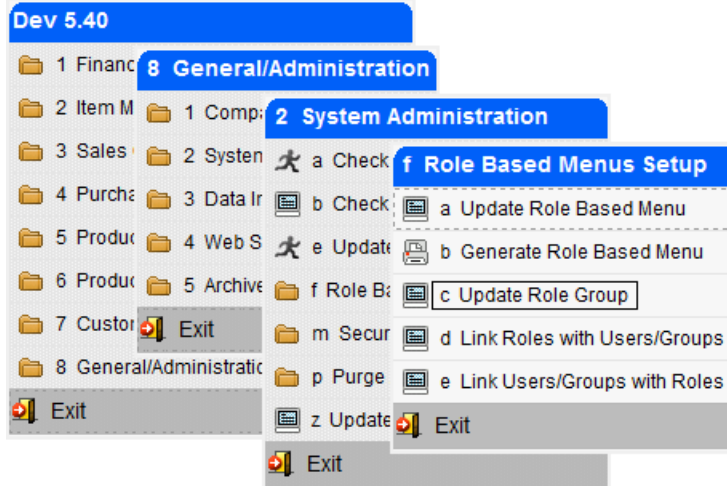 Dev 5.40
1 Financ
2 Item M
3 Sales
4 Purcha
5 Produc
6 Produc
7 Custom
8 General/Administratio
Exit
8 General/Administration
1 Compa
2 System
3 Data In
4 Web S
5 Archive
Exit
2 System Administration
a Check
b Check
e Update
f Role Ba
m Secur
p Purge
z Update
Exit
f Role Based Menus Setup
a Update Role Based Menu
b Generate Role Based Menu
c Update Role Group
d Link Roles with Users/Groups
e Link Users/Groups with Roles
Exit